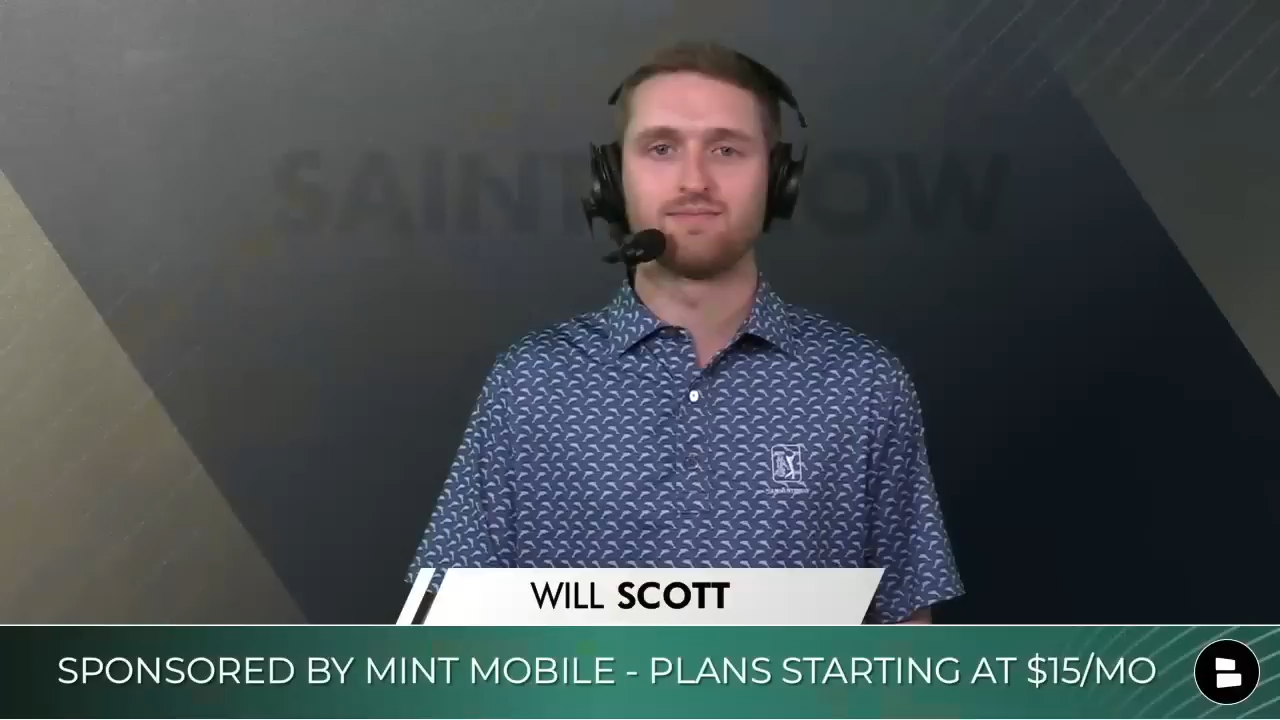 WILL SCOTT
SPONSORED BY MINT MOBILE - PLANS STARTING AT $15/MO